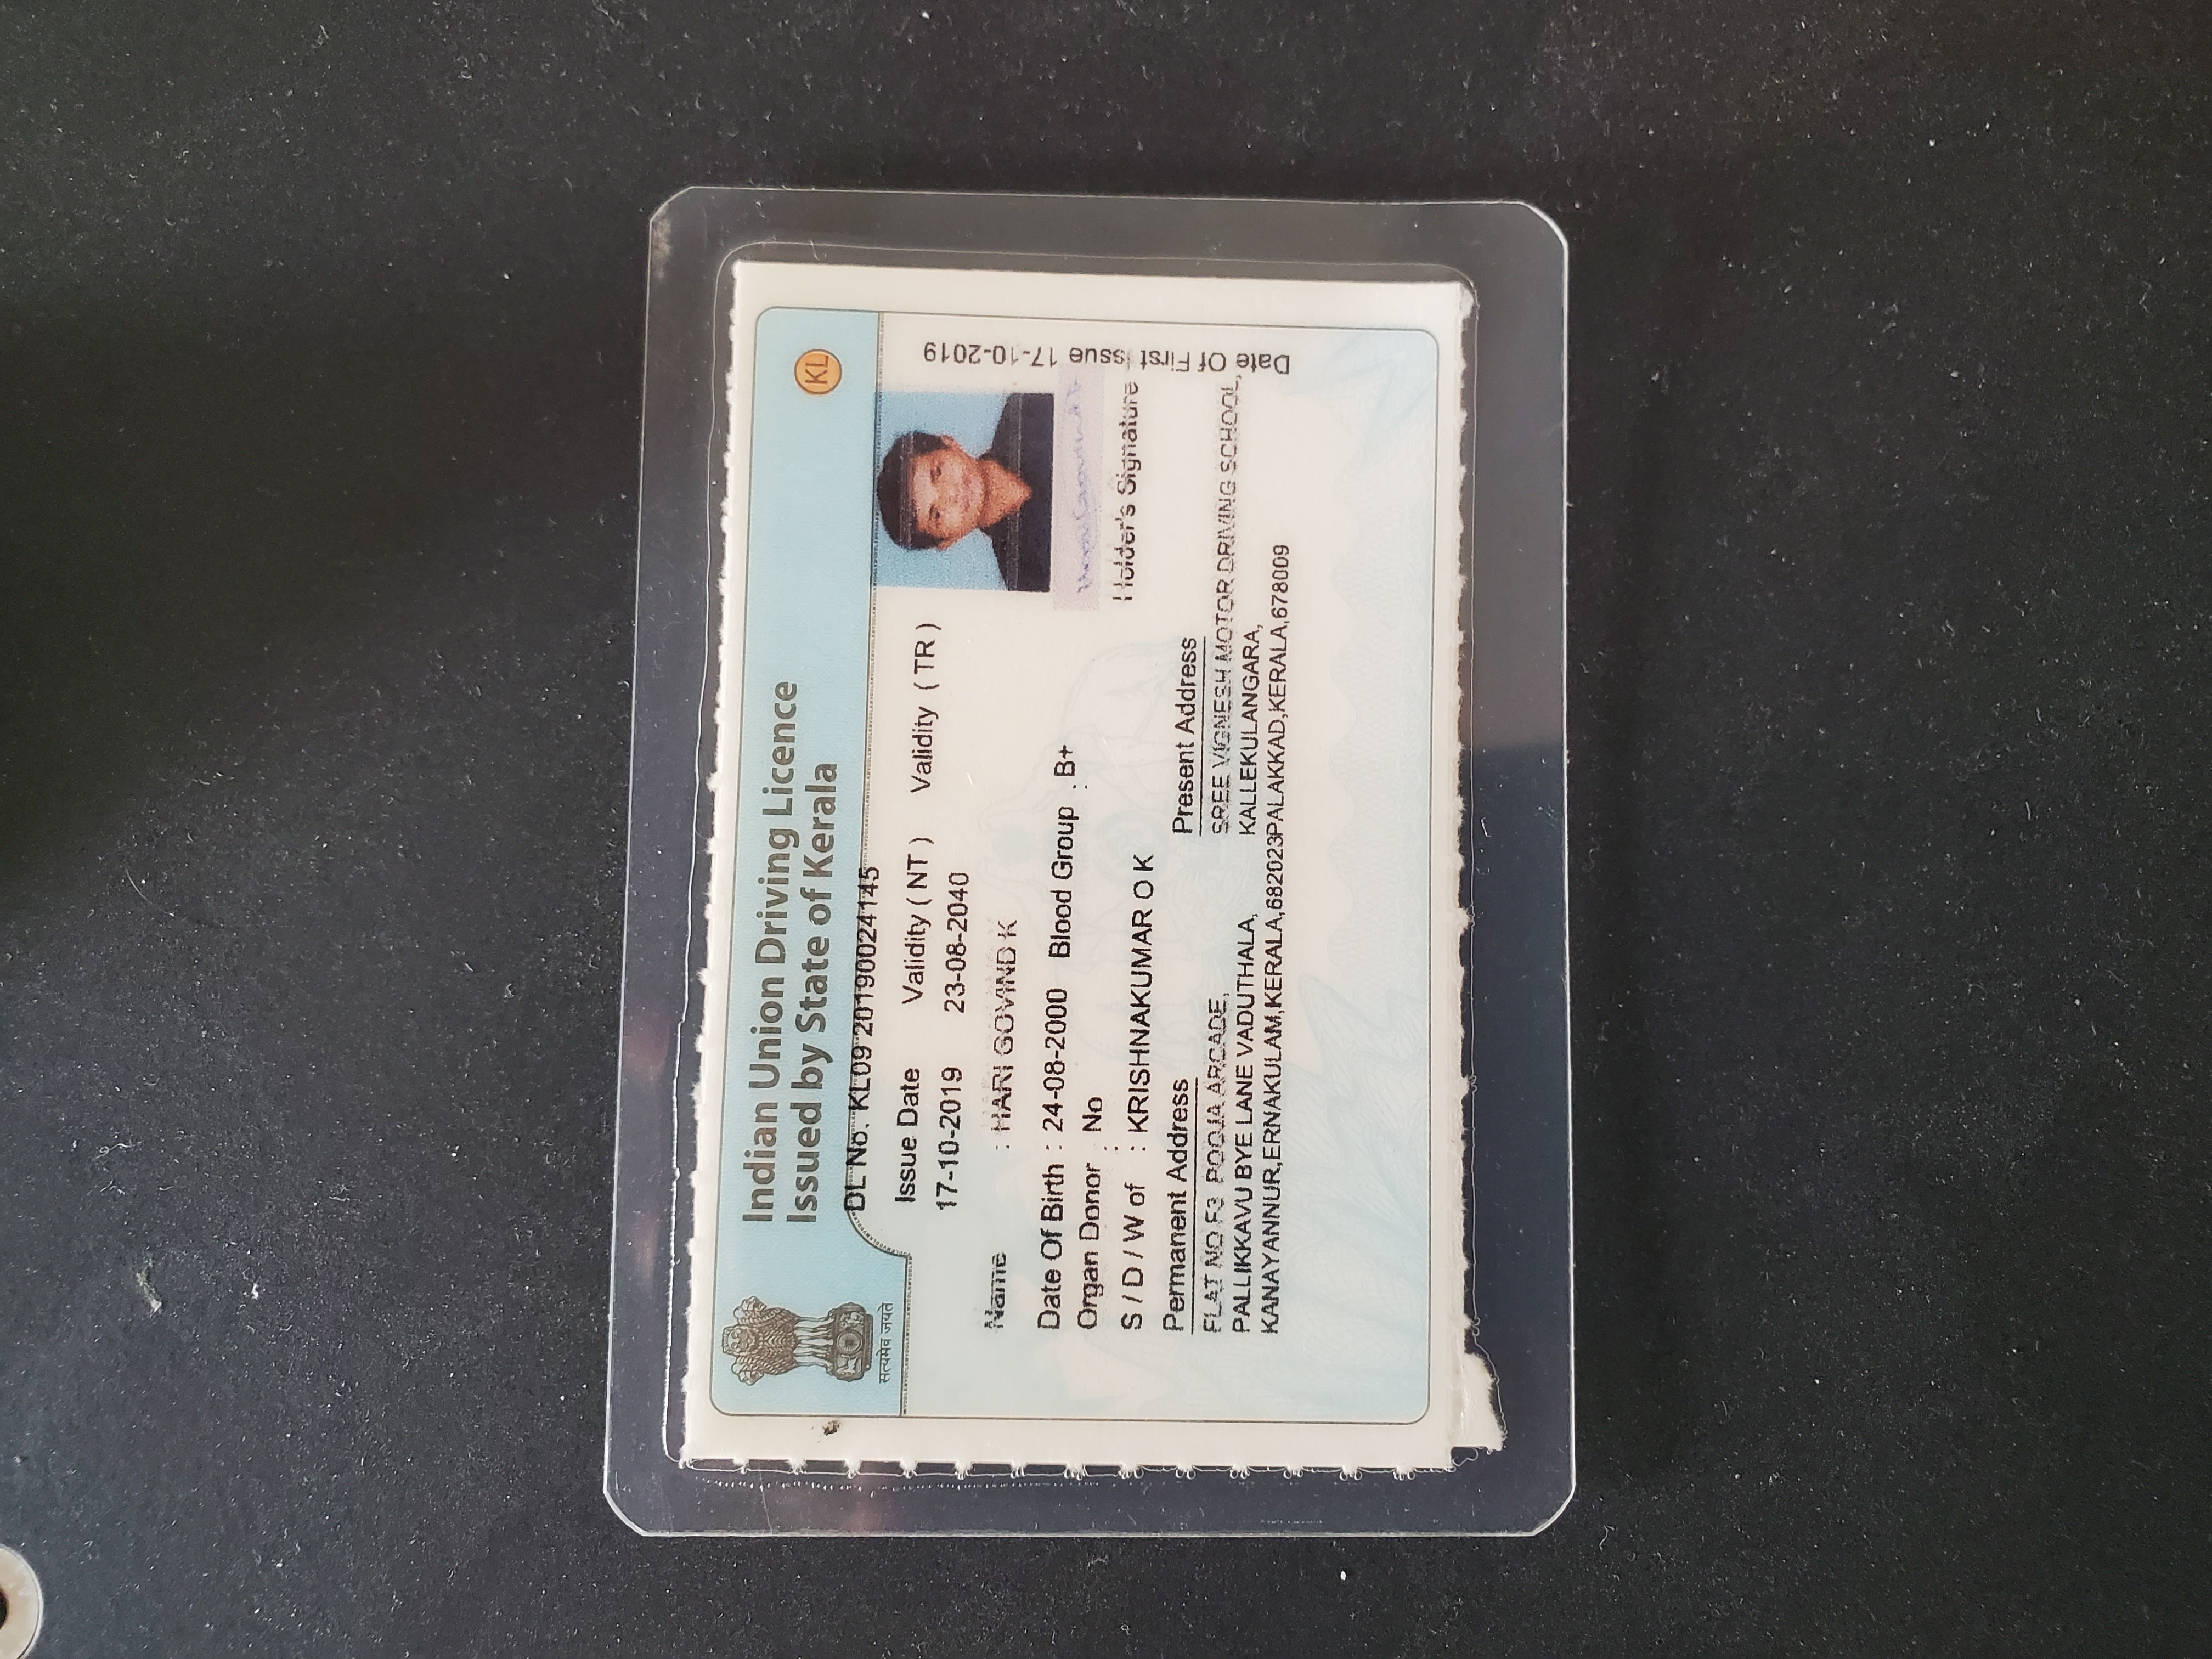 Indian Union Driving Licence
Issued by State of Kerala
KL
सत्यमेव जयते
DL No. KL09 20190024145
Issue Date Validity ( NT ) Validity ( TR )
17-10-2019 23-08-2040
Name : HARI GOVIND K
Date Of Birth : 24-08-2000 Blood Group : B+
Organ Donor : No
S / D / W of : KRISHNAKUMAR O K
Holder's Signature
Date Of First Issue 17-10-2019
Permanent Address
FLAT NO F3 POOJA ARCADE,
PALLIKKAVU BYE LANE VADUTHALA,
KANAYANNUR,ERNAKULAM,KERALA,682023
Present Address
SREE VIGNESH MOTOR DRIVING SCHOOL,
KALLEKULANGARA,
PALAKKAD,KERALA,678009